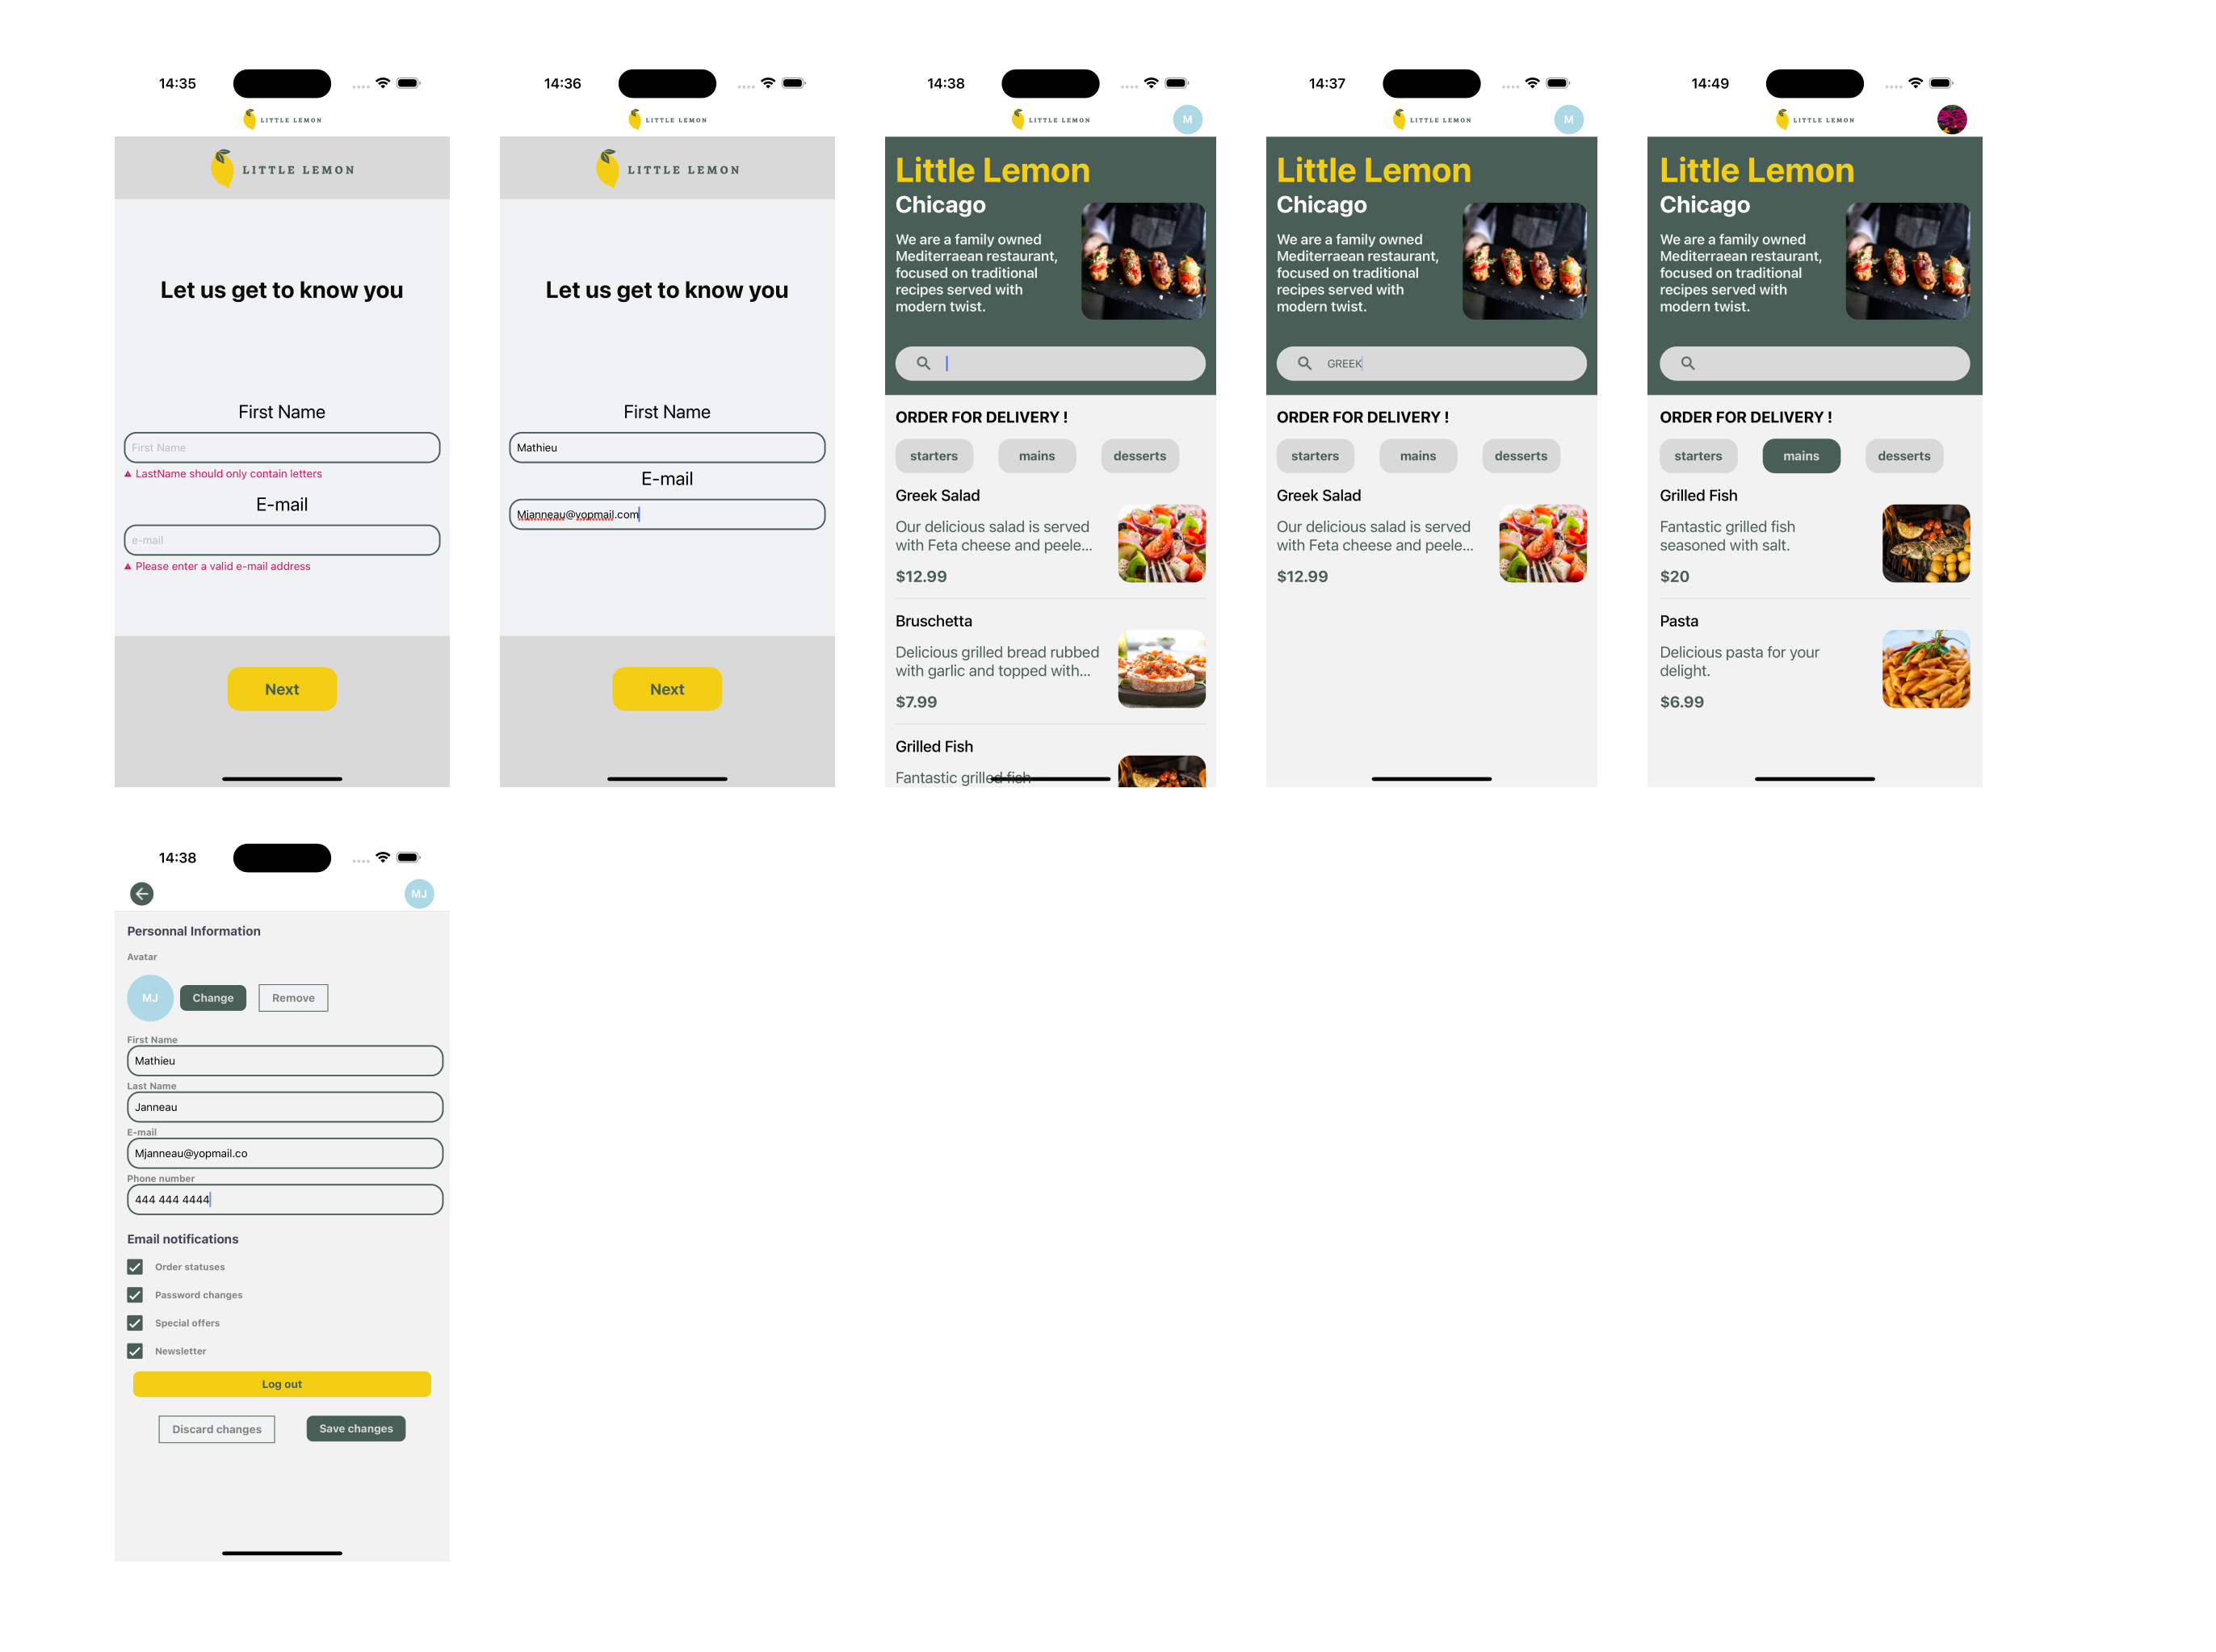 14:35
LITTLE LEMON
LITTLE LEMON
Let us get to know you
First Name
First Name
LastName should only contain letters
E-mail
e-mail
Please enter a valid e-mail address
Next
14:36
LITTLE LEMON
LITTLE LEMON
Let us get to know you
First Name
Mathieu
E-mail
Mjanneau@yopmail.com
Next
14:38
LITTLE LEMON
M
Little Lemon
Chicago
We are a family owned
Mediterraean restaurant,
focused on traditional
recipes served with
modern twist.
ORDER FOR DELIVERY !
starters
mains
desserts
Greek Salad
Our delicious salad is served
with Feta cheese and peele...
$12.99
Bruschetta
Delicious grilled bread rubbed
with garlic and topped with...
$7.99
Grilled Fish
Fantastic grilled fish
14:37
LITTLE LEMON
M
Little Lemon
Chicago
We are a family owned
Mediterraean restaurant,
focused on traditional
recipes served with
modern twist.
GREEK
ORDER FOR DELIVERY !
starters
mains
desserts
Greek Salad
Our delicious salad is served
with Feta cheese and peele...
$12.99
14:49
LITTLE LEMON
Little Lemon
Chicago
We are a family owned
Mediterraean restaurant,
focused on traditional
recipes served with
modern twist.
ORDER FOR DELIVERY !
starters
mains
desserts
Grilled Fish
Fantastic grilled fish
seasoned with salt.
$20
Pasta
Delicious pasta for your
delight.
$6.99
14:38
MJ
Personnal Information
Avatar
MJ
Change
Remove
First Name
Mathieu
Last Name
Janneau
E-mail
Mjanneau@yopmail.co
Phone number
444 444 4444
Email notifications
Order statuses
Password changes
Special offers
Newsletter
Log out
Discard changes
Save changes